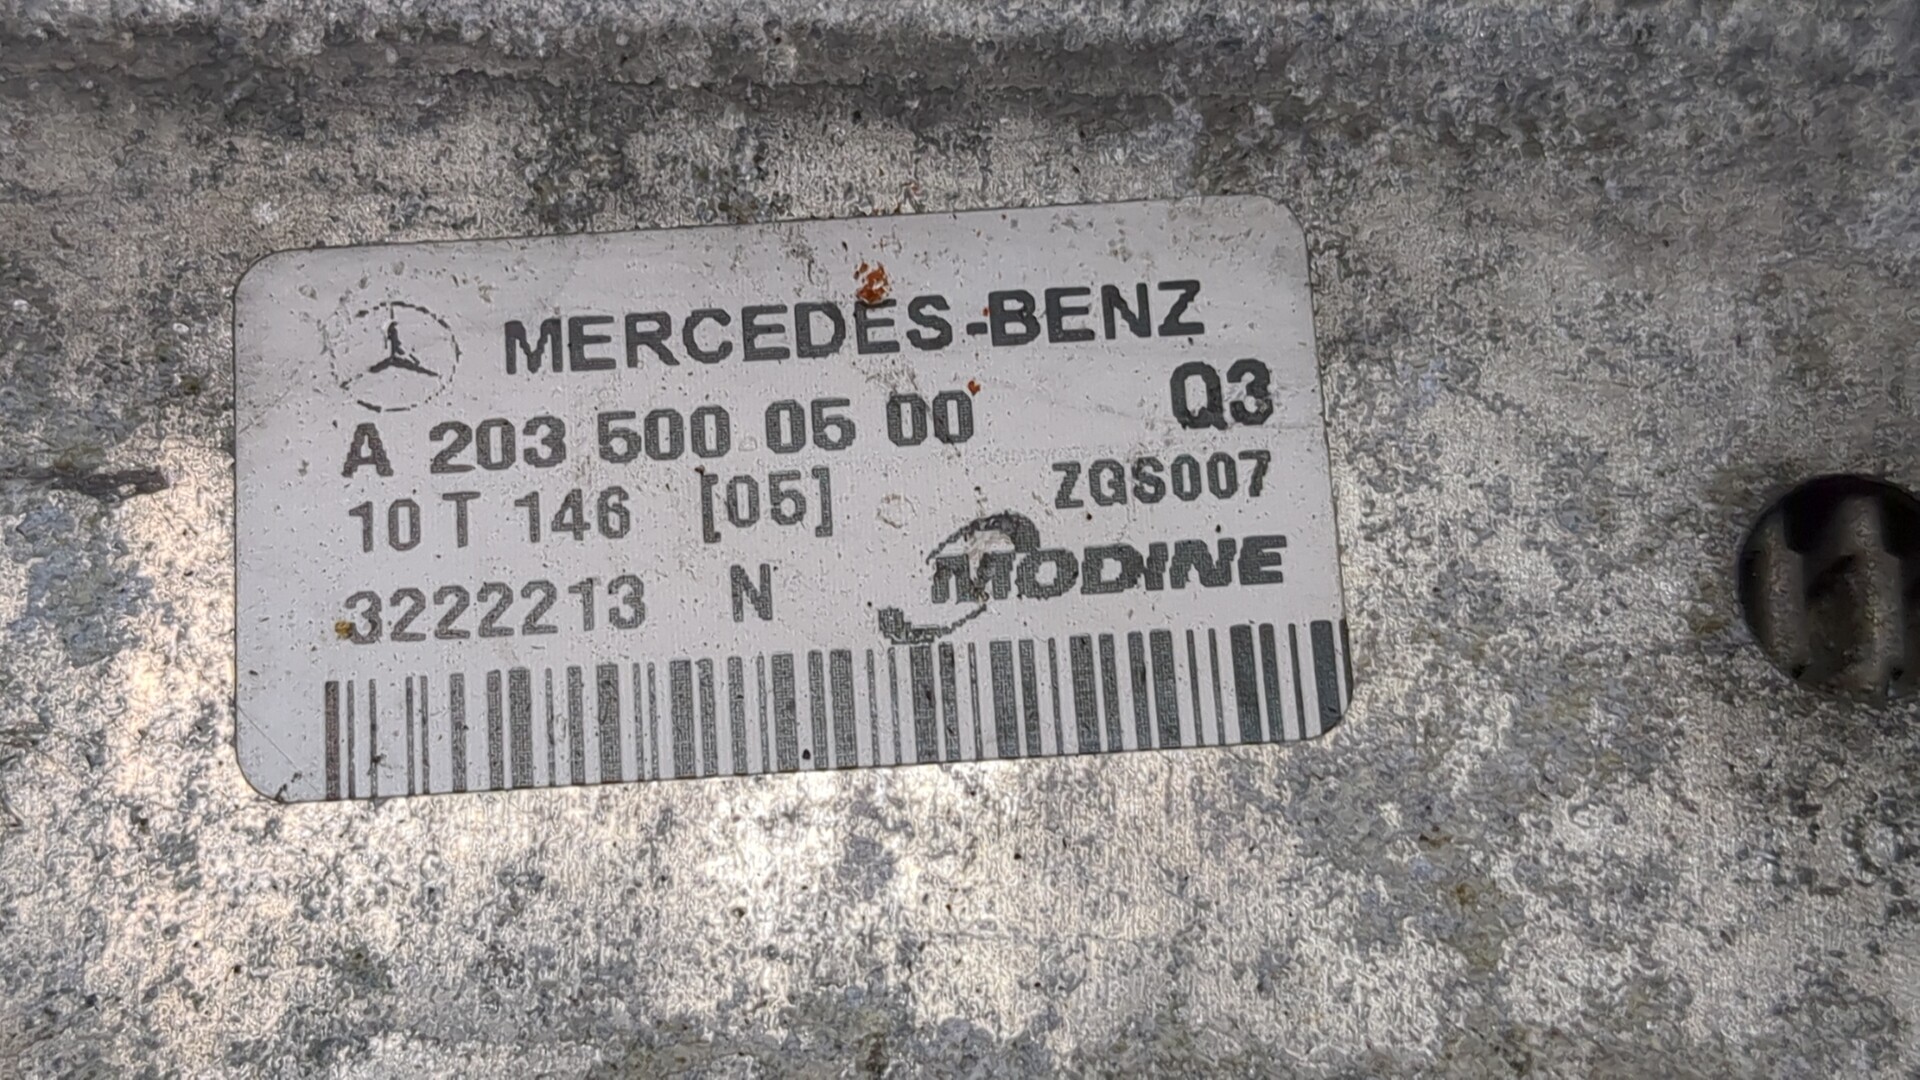 MERCEDES-BENZ
A 203 500 05 00 Q3
10 T 146 [05] ZGS007
3222213 N MODINE